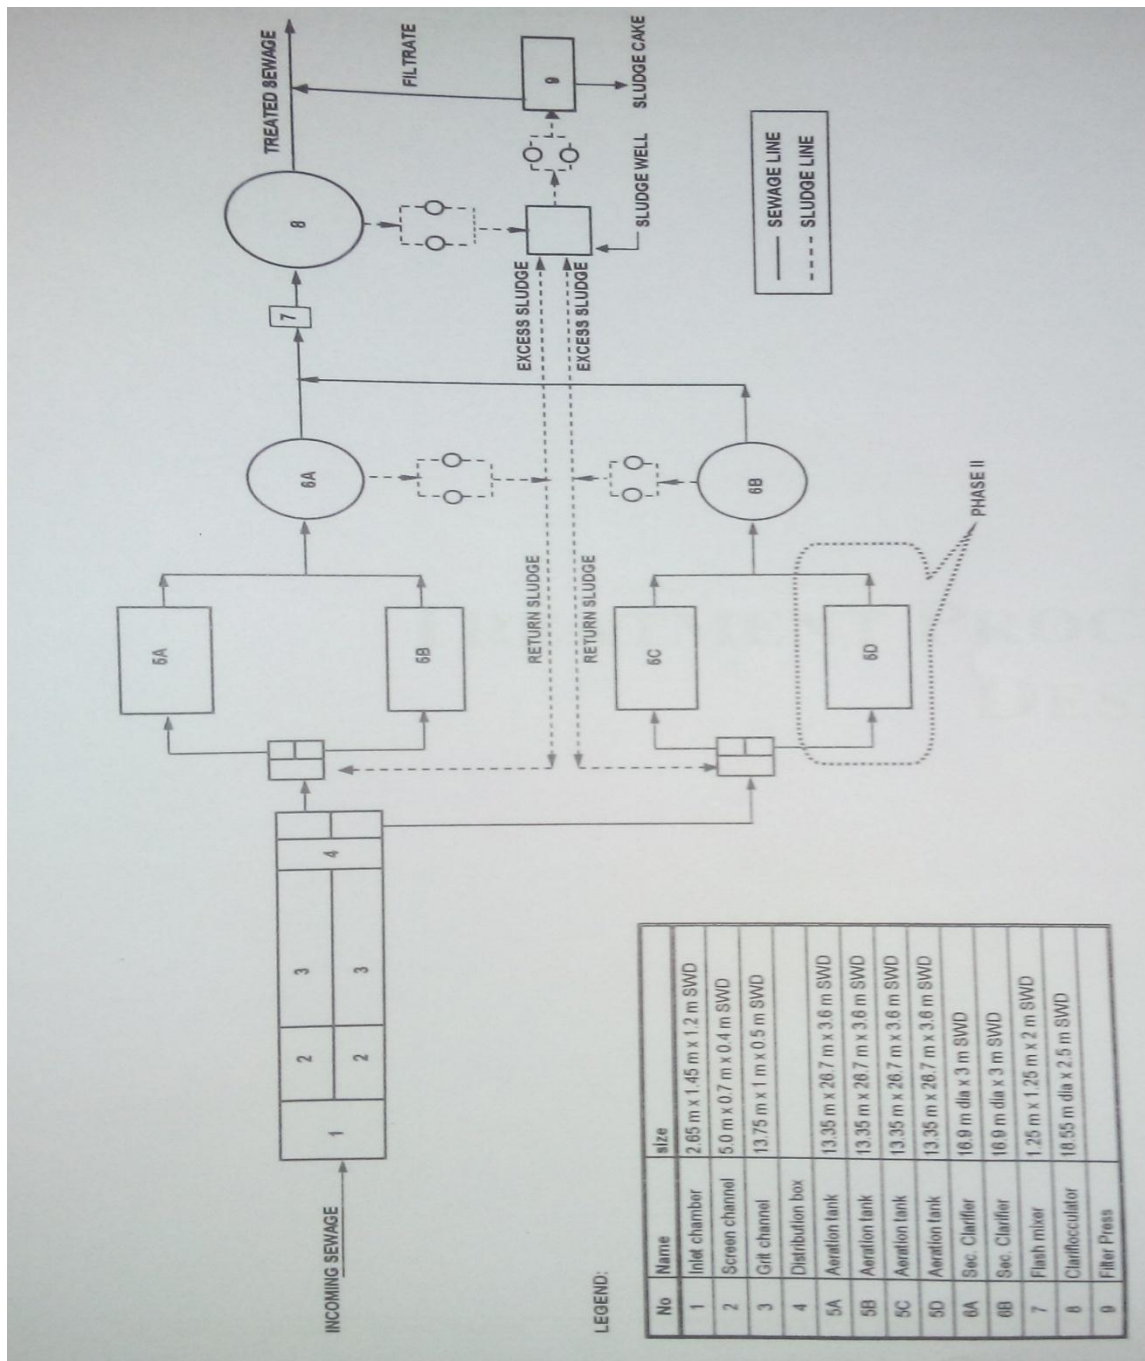 INCOMING SEWAGE
1
2
2
3
3
4
5A
5B
5C
5D
6A
6B
7
8
9
TREATED SEWAGE
FILTRATE
SLUDGE CAKE
SLUDGE WELL
EXCESS SLUDGE
EXCESS SLUDGE
RETURN SLUDGE
RETURN SLUDGE
PHASE II
SEWAGE LINE
SLUDGE LINE
LEGEND:
No Name size
1 Inlet chamber 2.65 m x 1.45 m x 1.2 m SWD
2 Screen channel 5.0 m x 0.7 m x 0.4 m SWD
3 Grit channel 13.75 m x 1 m x 0.5 m SWD
4 Distribution box
5A Aeration tank 13.35 m x 26.7 m x 3.6 m SWD
5B Aeration tank 13.35 m x 26.7 m x 3.6 m SWD
5C Aeration tank 13.35 m x 26.7 m x 3.6 m SWD
5D Aeration tank 13.35 m x 26.7 m x 3.6 m SWD
6A Sec. Clarifier 16.9 m dia x 3 m SWD
6B Sec. Clarifier 16.9 m dia x 3 m SWD
7 Flash mixer 1.25 m x 1.25 m x 2 m SWD
8 Clariflocculator 18.55 m dia x 2.5 m SWD
9 Filter Press